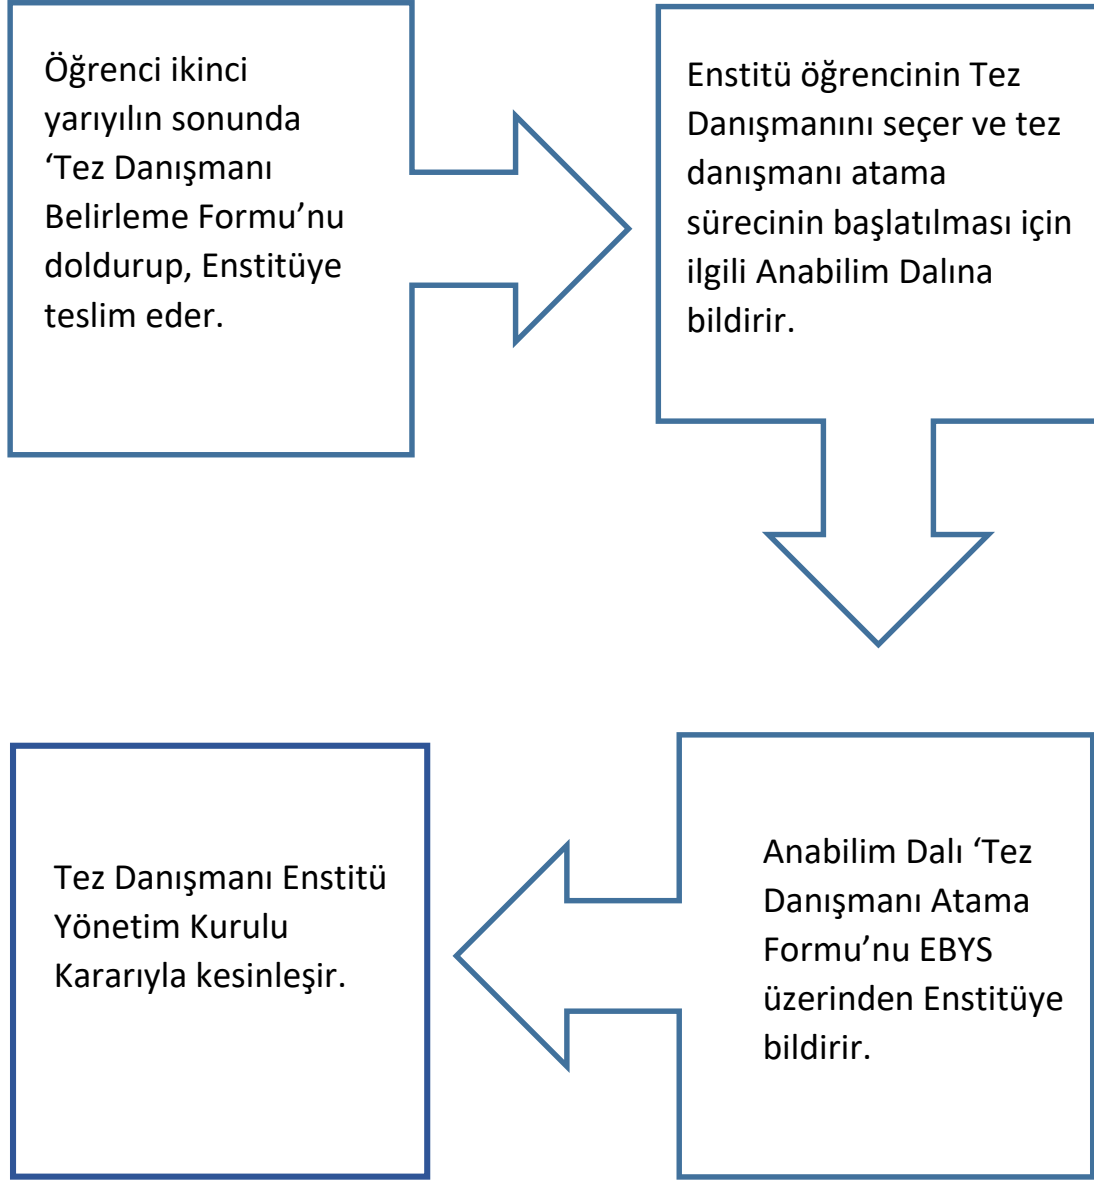 Öğrenci ikinci
yarıyılın sonunda
‘Tez Danışmanı
Belirleme Formu’nu
doldurup, Enstitüye
teslim eder.
Enstitü öğrencinin Tez
Danışmanını seçer ve tez
danışmanı atama
sürecinin başlatılması için
ilgili Anabilim Dalına
bildirir.
Anabilim Dalı ‘Tez
Danışmanı Atama
Formu’nu EBYS
üzerinden Enstitüye
bildirir.
Tez Danışmanı Enstitü
Yönetim Kurulu
Kararıyla kesinleşir.